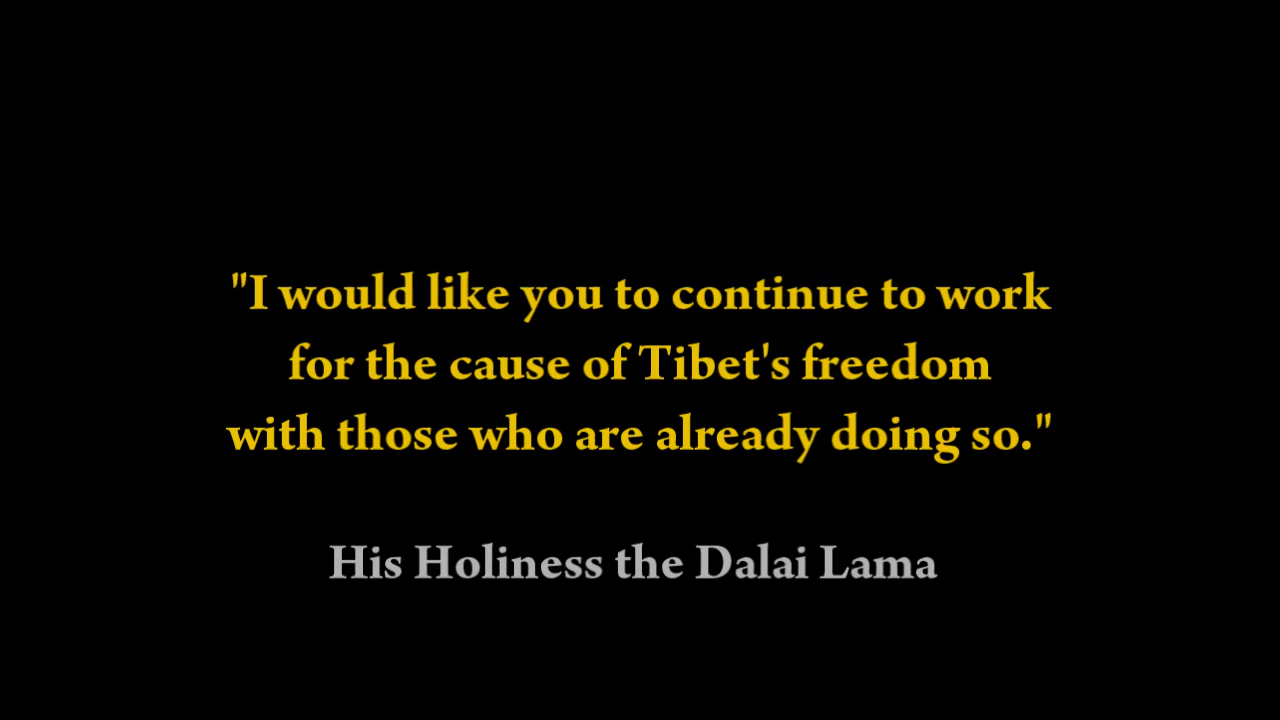 "I would like you to continue to work
for the cause of Tibet's freedom
with those who are already doing so."
His Holiness the Dalai Lama